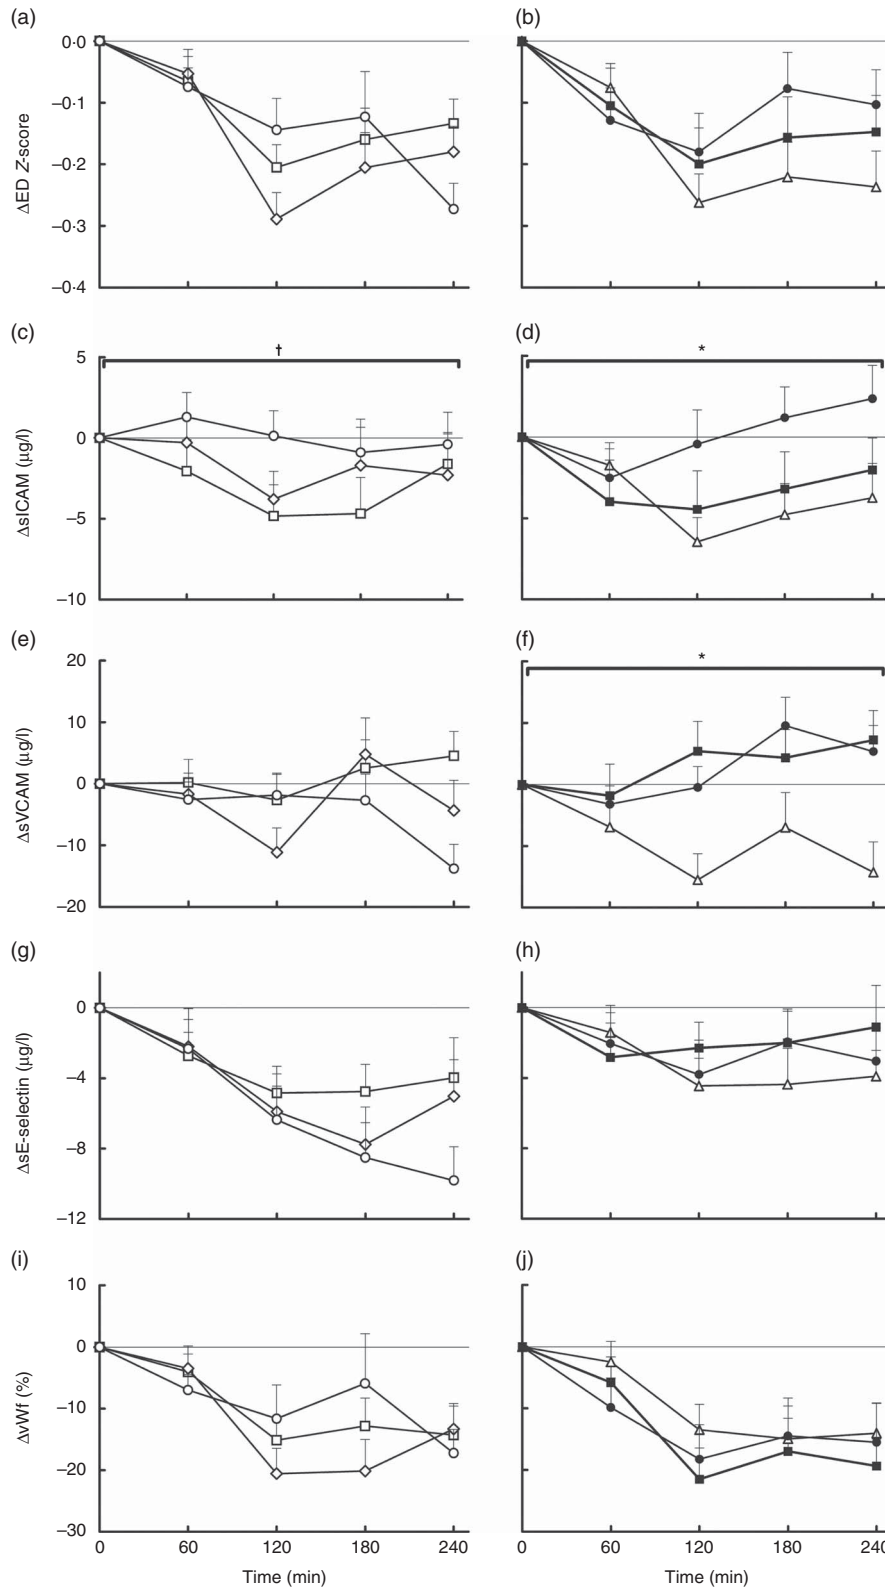 (a)
(b)
0·0
−0·1
−0·2
−0·3
−0·4
ΔED Z-score
(c)
(d)
†
*
5
0
−5
−10
ΔsICAM (µg/l)
(e)
(f)
*
20
10
0
−10
−20
ΔsVCAM (µg/l)
(g)
(h)
0
−4
−8
−12
ΔsE-selectin (µg/l)
(i)
(j)
10
0
−10
−20
−30
ΔvWf (%)
0 60 120 180 240
0 60 120 180 240
Time (min)
Time (min)